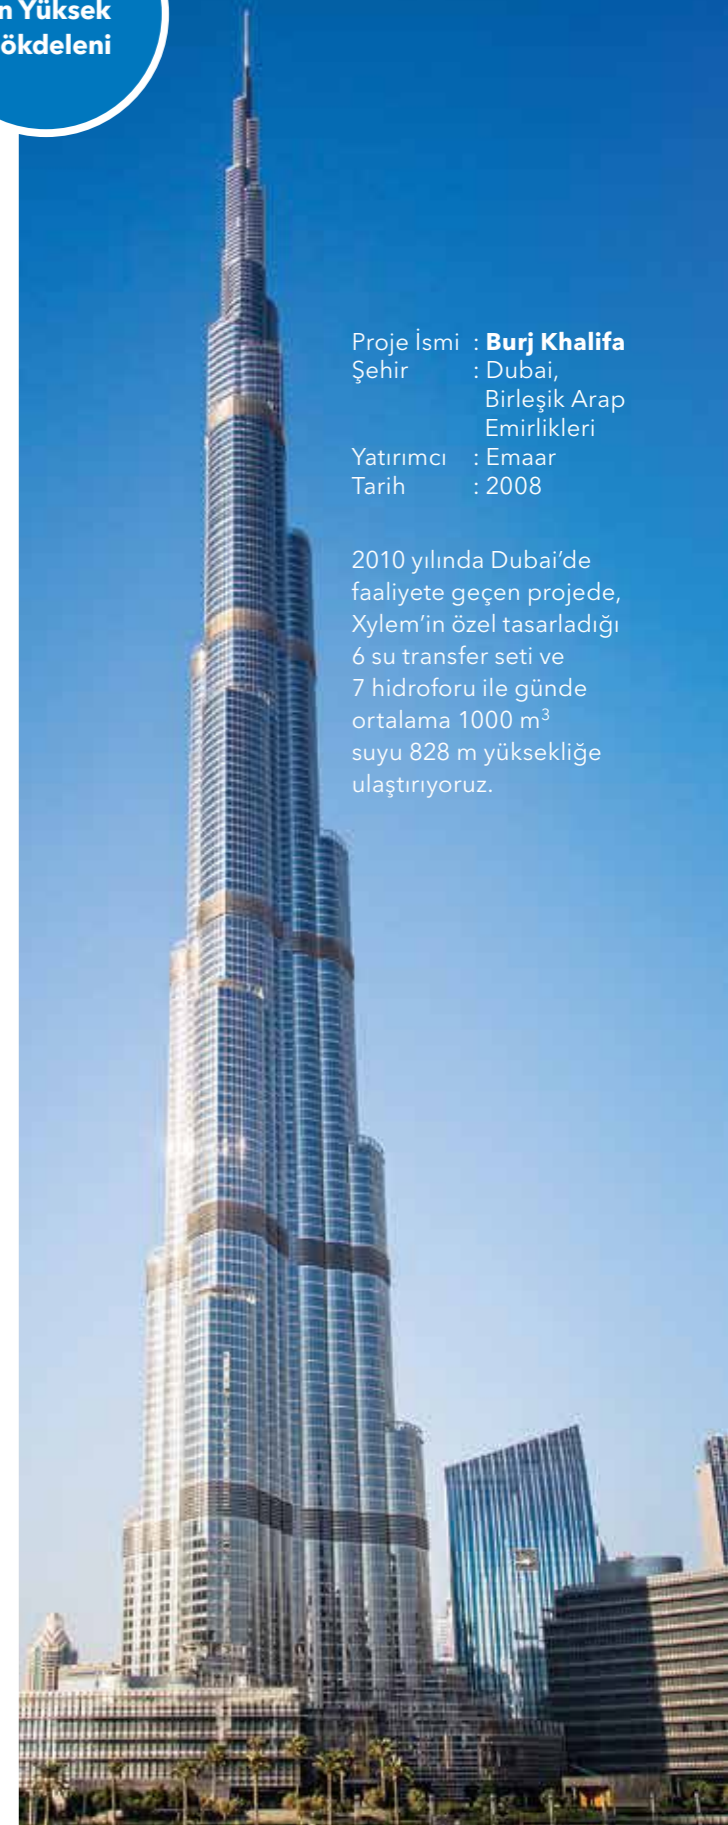 Yüksek
Proje İsmi : Burj Khalifa
Şehir : Dubai,
Birleşik Arap
Emirlikleri
Yatırımcı : Emaar
Tarih : 2008
2010 yılında Dubai’de
faaliyete geçen projede,
Xylem’in özel tasarladığı
6 su transfer seti ve
7 hidroforu ile günde
ortalama 1000 m³
suyu 828 m yüksekliğe
ulaştırıyoruz.